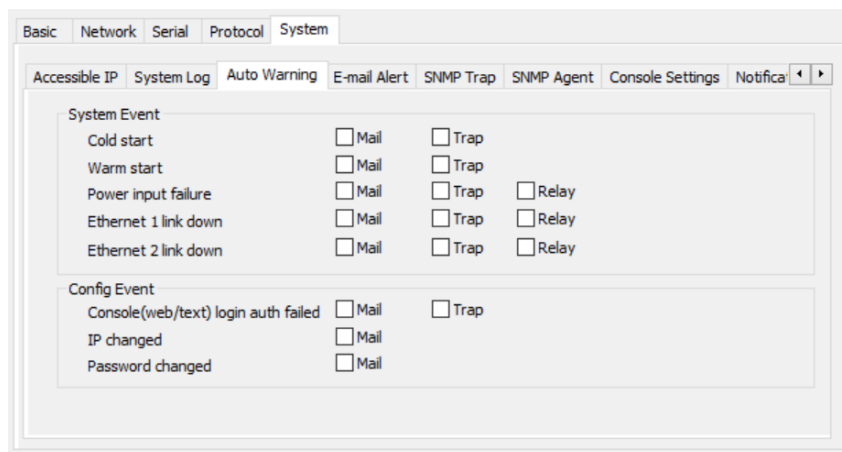 Basic Network Serial Protocol System
Accessible IP System Log Auto Warning E-mail Alert SNMP Trap SNMP Agent Console Settings Notificat
System Event
Cold start Mail Trap
Warm start Mail Trap
Power input failure Mail Trap Relay
Ethernet 1 link down Mail Trap Relay
Ethernet 2 link down Mail Trap Relay
Config Event
Console(web/text) login auth failed Mail Trap
IP changed Mail
Password changed Mail